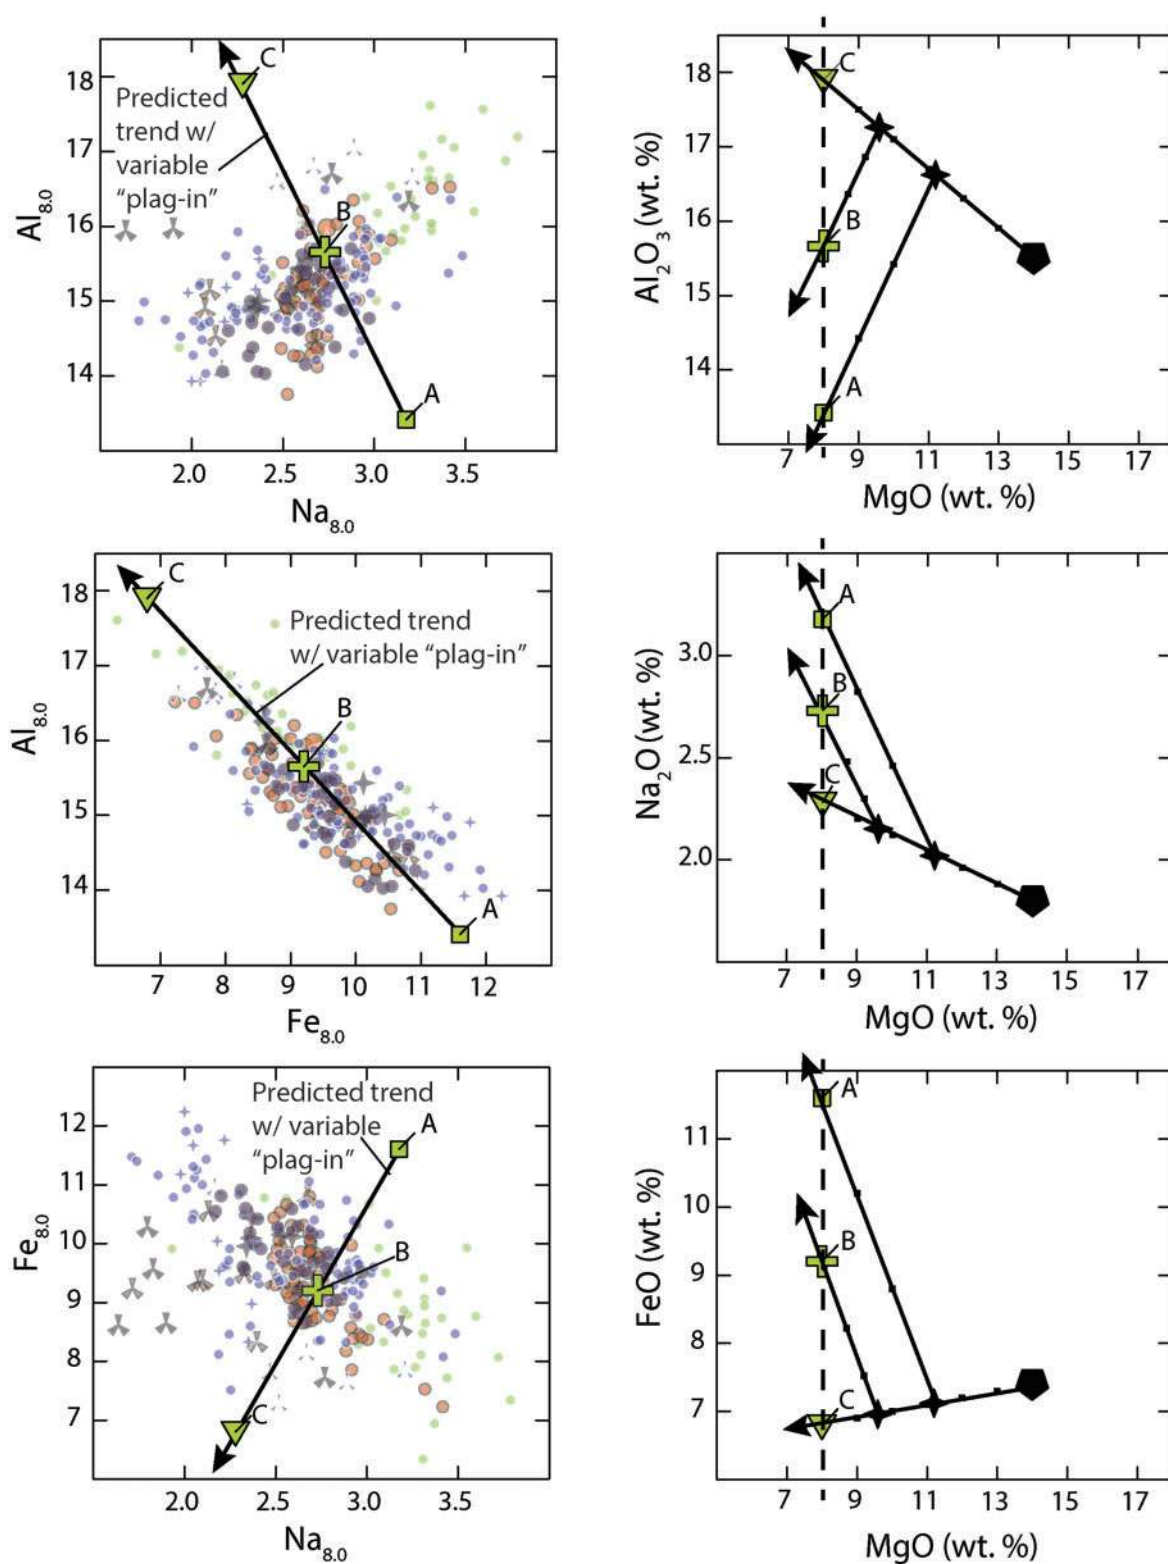 18
17
16
15
14
Al8.0
C
Predicted
trend w/
variable
“plag-in”
B
A
2.0 2.5 3.0 3.5
Na8.0
18
17
16
15
14
Al2O3 (wt. %)
C
B
A
7 9 11 13 15 17
MgO (wt. %)
18
17
16
15
14
Al8.0
C
Predicted trend
w/ variable “plag-in”
B
A
7 8 9 10 11 12
Fe8.0
3.0
2.5
2.0
Na2O (wt. %)
A
B
C
7 9 11 13 15 17
MgO (wt. %)
12
11
10
9
8
7
Fe8.0
Predicted trend
w/ variable
“plag-in”
A
B
C
2.0 2.5 3.0 3.5
Na8.0
11
10
9
8
7
FeO (wt. %)
A
B
C
7 9 11 13 15 17
MgO (wt. %)